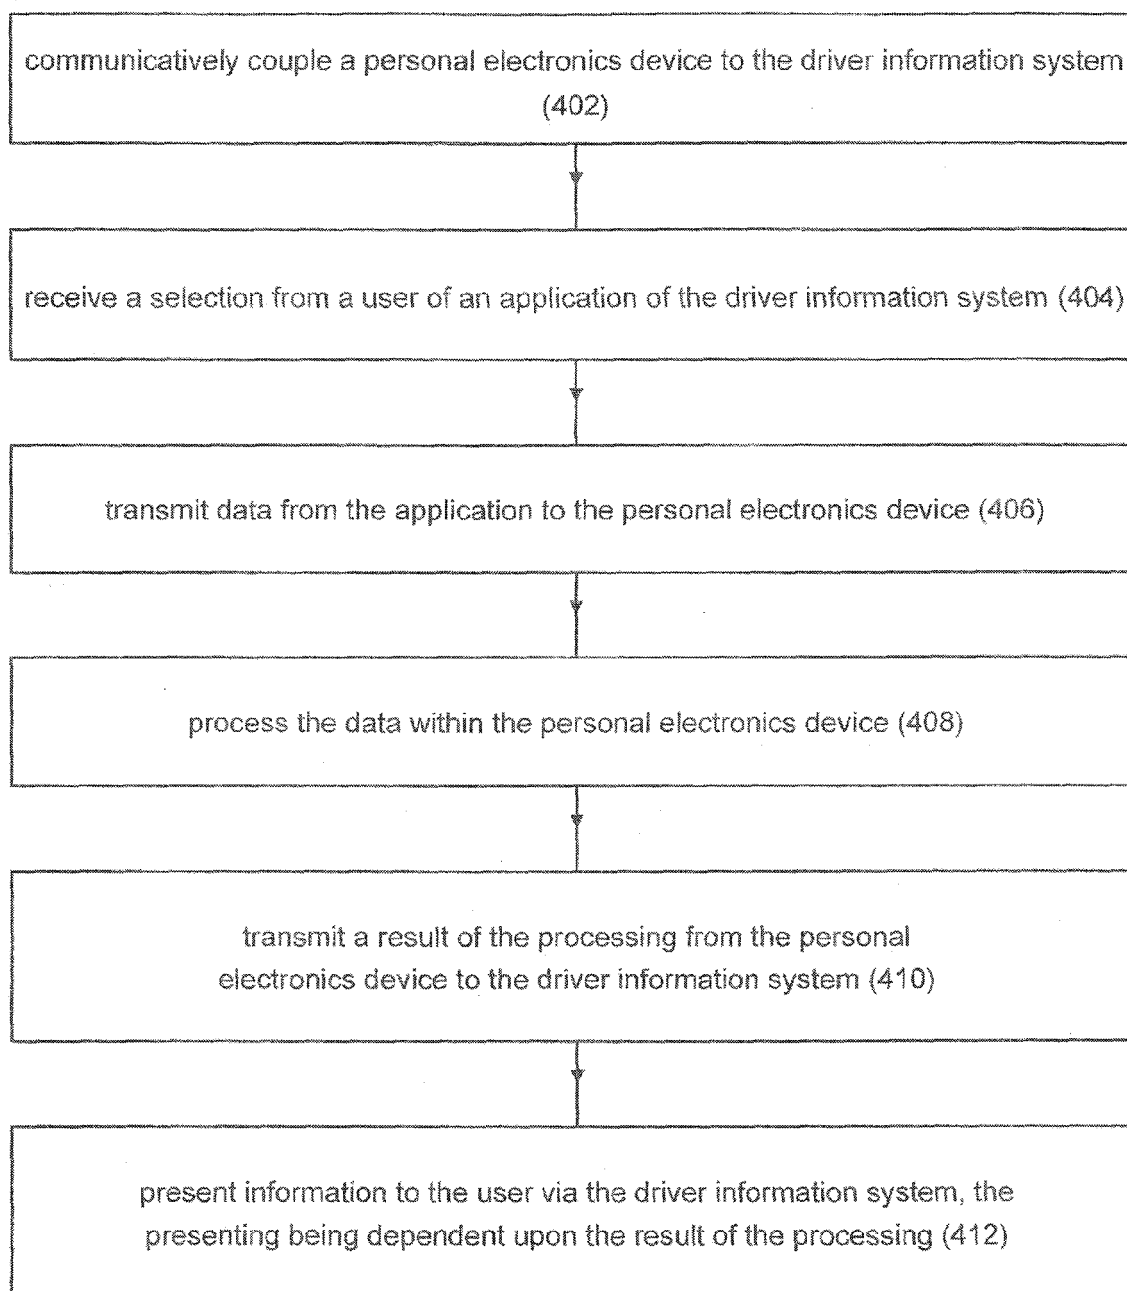 communicatively couple a personal electronics device to the driver information system
(402)
receive a selection from a user of an application of the driver information system (404)
transmit data from the application to the personal electronics device (406)
process the data within the personal electronics device (408)
transmit a result of the processing from the personal
electronics device to the driver information system (410)
present information to the user via the driver information system, the
presenting being dependent upon the result of the processing (412)